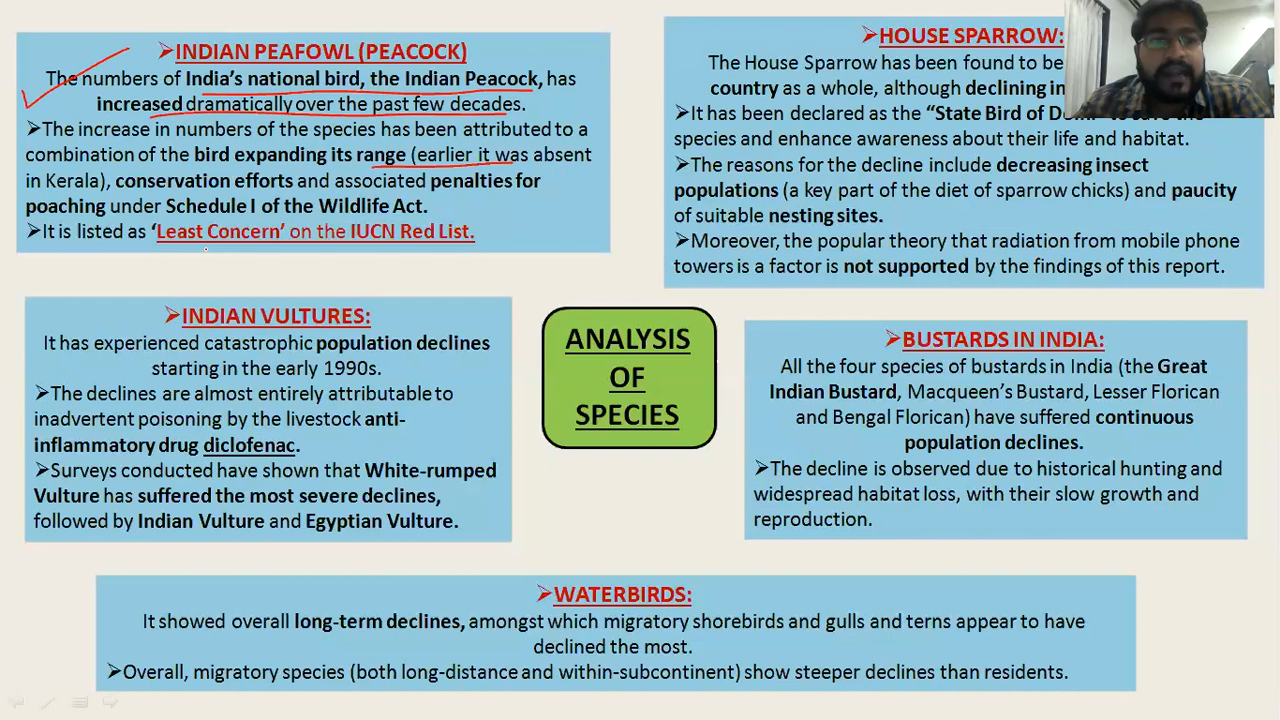 ➢INDIAN PEAFOWL (PEACOCK)
The numbers of India's national bird, the Indian Peacock, has
increased dramatically over the past few decades.
➢The increase in numbers of the species has been attributed to a
combination of the bird expanding its range (earlier it was absent
in Kerala), conservation efforts and associated penalties for
poaching under Schedule I of the Wildlife Act.
➢It is listed as 'Least Concern' on the IUCN Red List.
➢HOUSE SPARROW:
The House Sparrow has been found to be
country as a whole, although declining in
➢It has been declared as the "State Bird of
species and enhance awareness about their life and habitat.
➢The reasons for the decline include decreasing insect
populations (a key part of the diet of sparrow chicks) and paucity
of suitable nesting sites.
➢Moreover, the popular theory that radiation from mobile phone
towers is a factor is not supported by the findings of this report.
➢INDIAN VULTURES:
It has experienced catastrophic population declines
starting in the early 1990s.
➢The declines are almost entirely attributable to
inadvertent poisoning by the livestock anti-
inflammatory drug diclofenac.
➢Surveys conducted have shown that White-rumped
Vulture has suffered the most severe declines,
followed by Indian Vulture and Egyptian Vulture.
ANALYSIS
OF
SPECIES
➢BUSTARDS IN INDIA:
All the four species of bustards in India (the Great
Indian Bustard, Macqueen's Bustard, Lesser Florican
and Bengal Florican) have suffered continuous
population declines.
➢The decline is observed due to historical hunting and
widespread habitat loss, with their slow growth and
reproduction.
➢WATERBIRDS:
It showed overall long-term declines, amongst which migratory shorebirds and gulls and terns appear to have
declined the most.
➢Overall, migratory species (both long-distance and within-subcontinent) show steeper declines than residents.